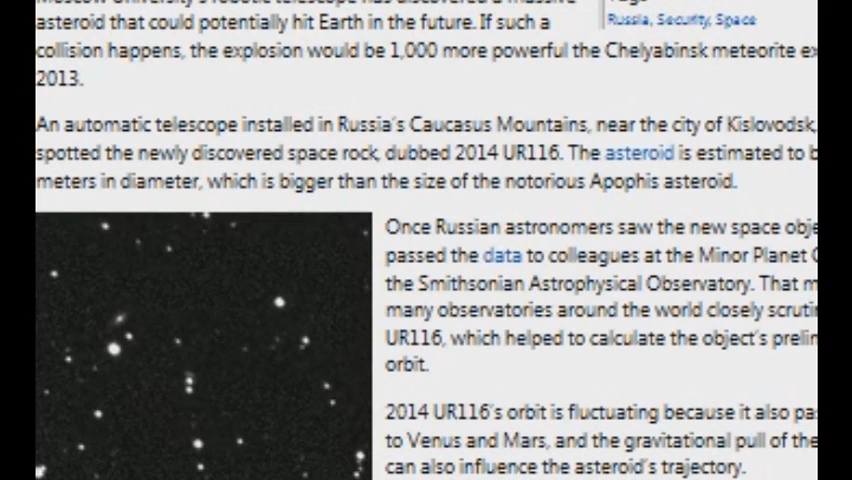 asteroid that could potentially hit Earth in the future. If such a
Russia, Security, Space
collision happens, the explosion would be 1,000 more powerful the Chelyabinsk meteorite
2013.
An automatic telescope installed in Russia's Caucasus Mountains, near the city of Kislovodsk,
spotted the newly discovered space rock, dubbed 2014 UR116. The asteroid is estimated to
meters in diameter, which is bigger than the size of the notorious Apophis asteroid.
Once Russian astronomers saw the new space
passed the data to colleagues at the Minor Planet
the Smithsonian Astrophysical Observatory. That
many observatories around the world closely
UR116, which helped to calculate the object's
orbit.
2014 UR116's orbit is fluctuating because it also
to Venus and Mars, and the gravitational pull of the
can also influence the asteroid's trajectory.